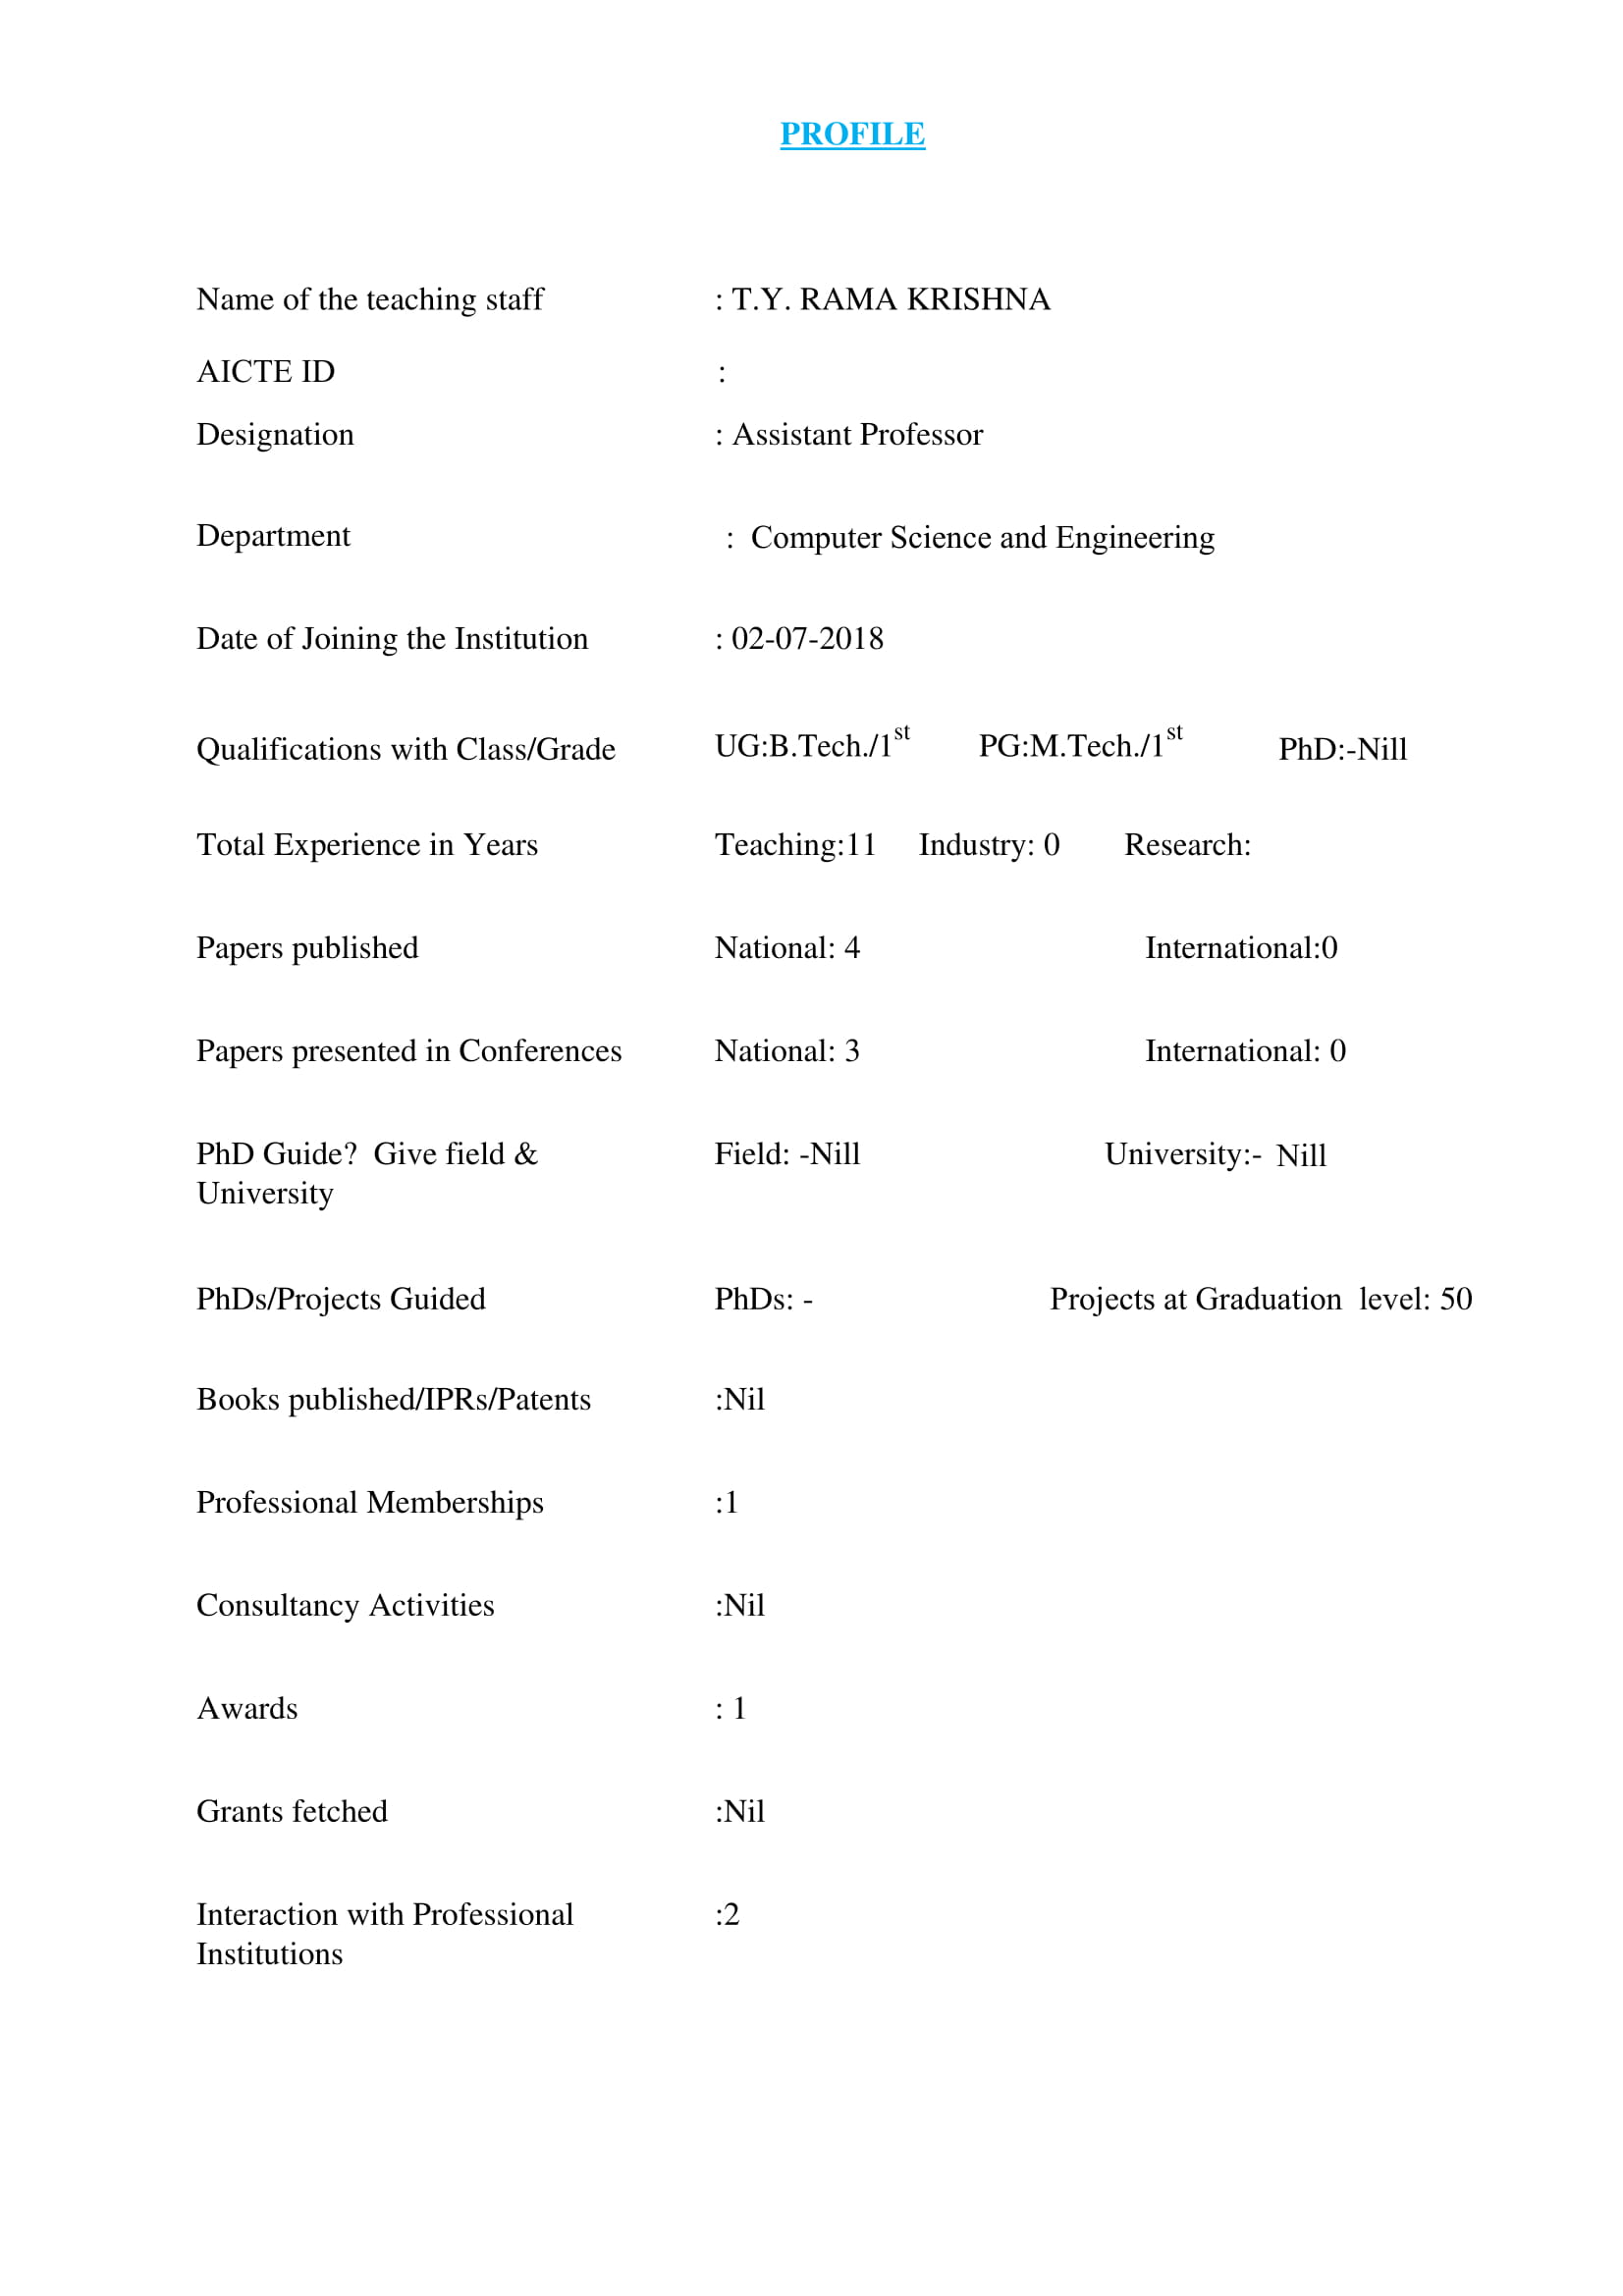 PROFILE
Name of the teaching staff : T.Y. RAMA KRISHNA
AICTE ID :
Designation : Assistant Professor
Department : Computer Science and Engineering
Date of Joining the Institution : 02-07-2018
Qualifications with Class/Grade UG:B.Tech./1st PG:M.Tech./1st PhD:-Nill
Total Experience in Years Teaching:11 Industry: 0 Research:
Papers published National: 4 International:0
Papers presented in Conferences National: 3 International: 0
PhD Guide? Give field & Field: -Nill University:- Nill
University
PhDs/Projects Guided PhDs: - Projects at Graduation level: 50
Books published/IPRs/Patents :Nil
Professional Memberships :1
Consultancy Activities :Nil
Awards : 1
Grants fetched :Nil
Interaction with Professional :2
Institutions